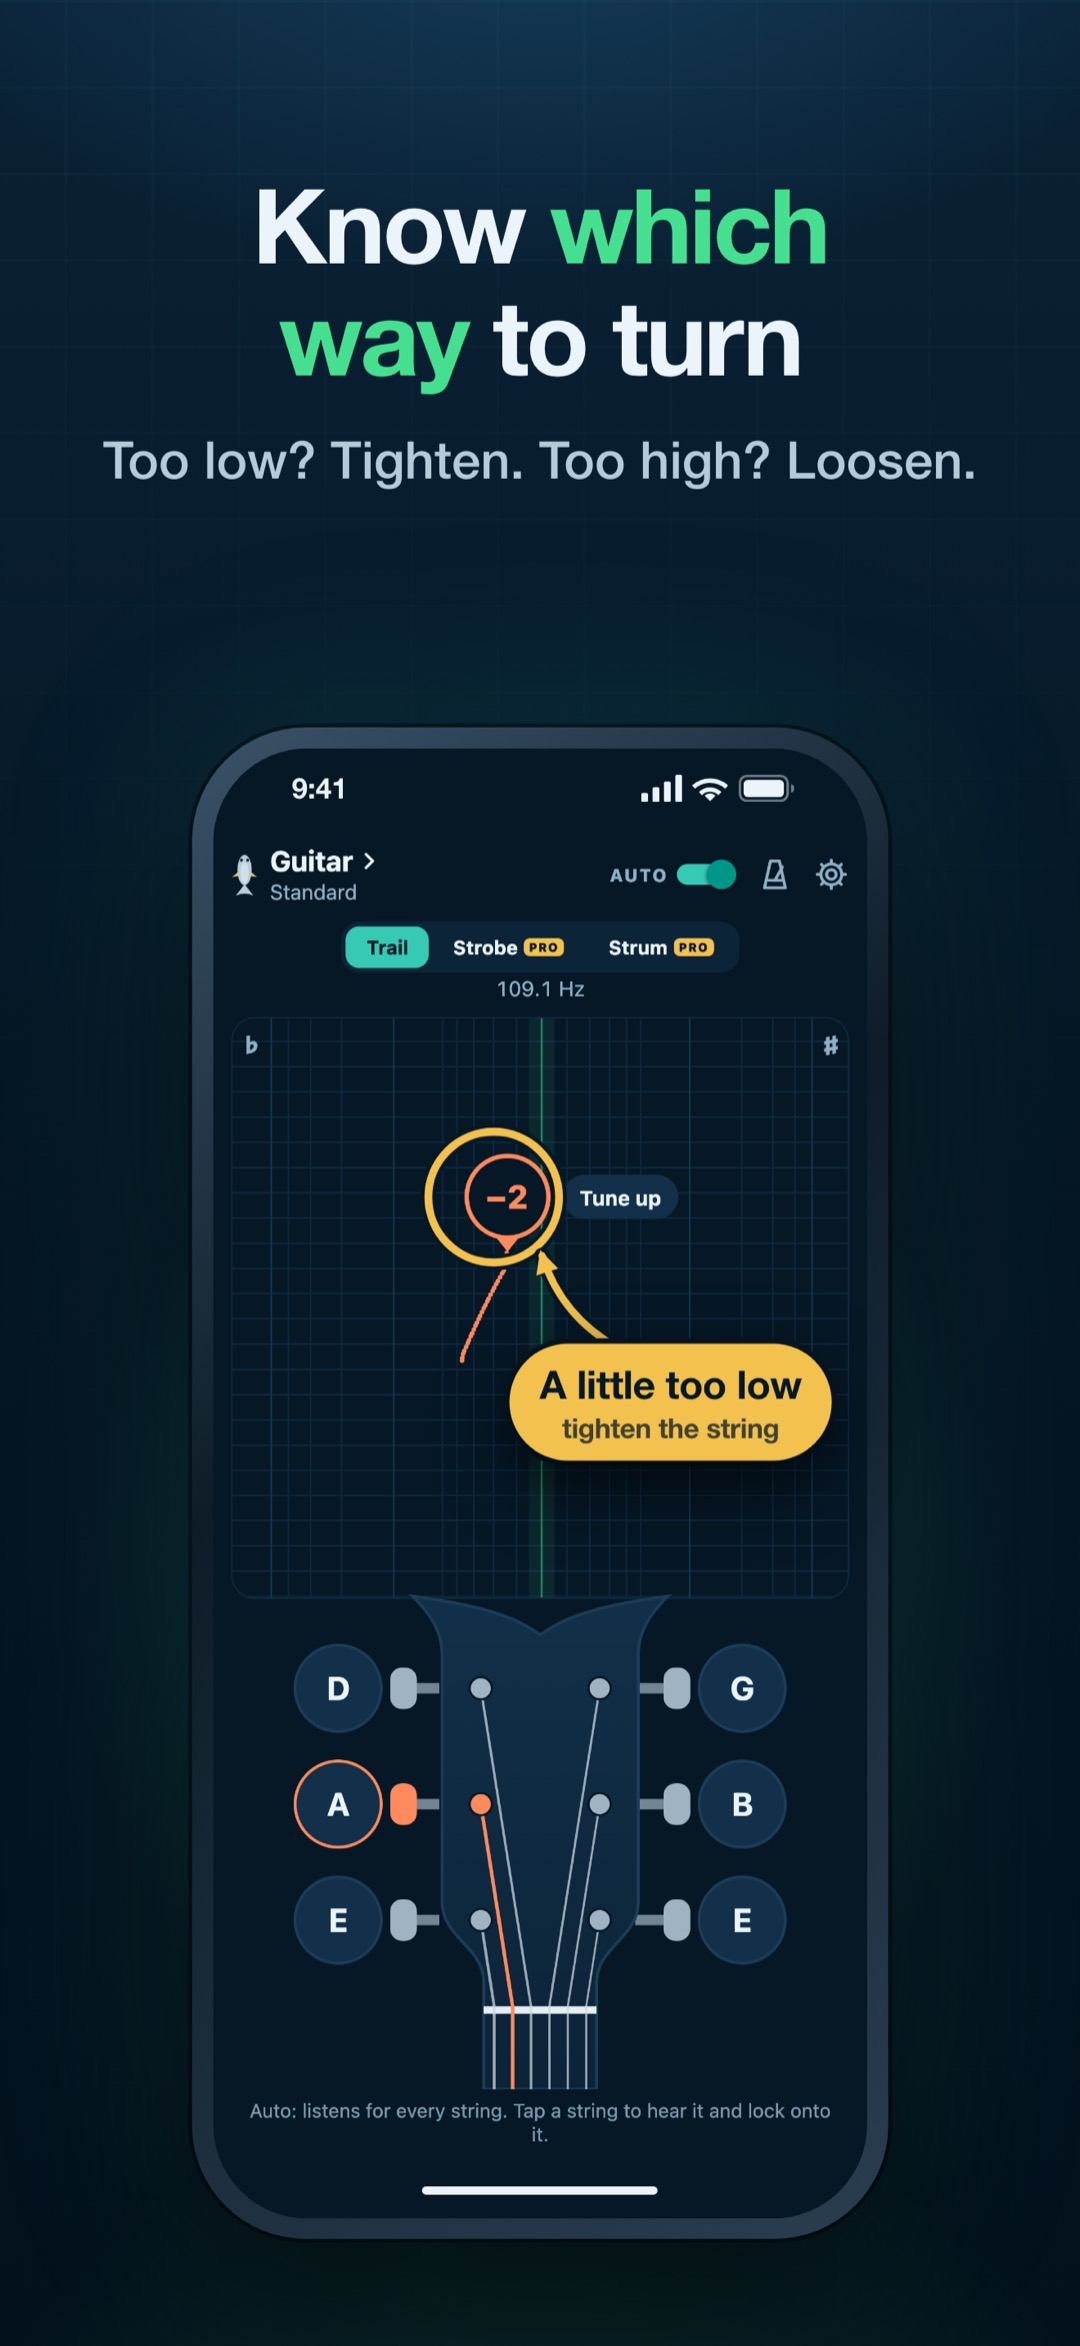 Know which
way to turn
Too low? Tighten. Too high? Loosen.
9:41
Guitar
Standard
AUTO
Trail
Strobe PRO
Strum PRO
109.1 Hz
♭
♯
−2
Tune up
A little too low
tighten the string
D
G
A
B
E
E
Auto: listens for every string. Tap a string to hear it and lock onto
it.